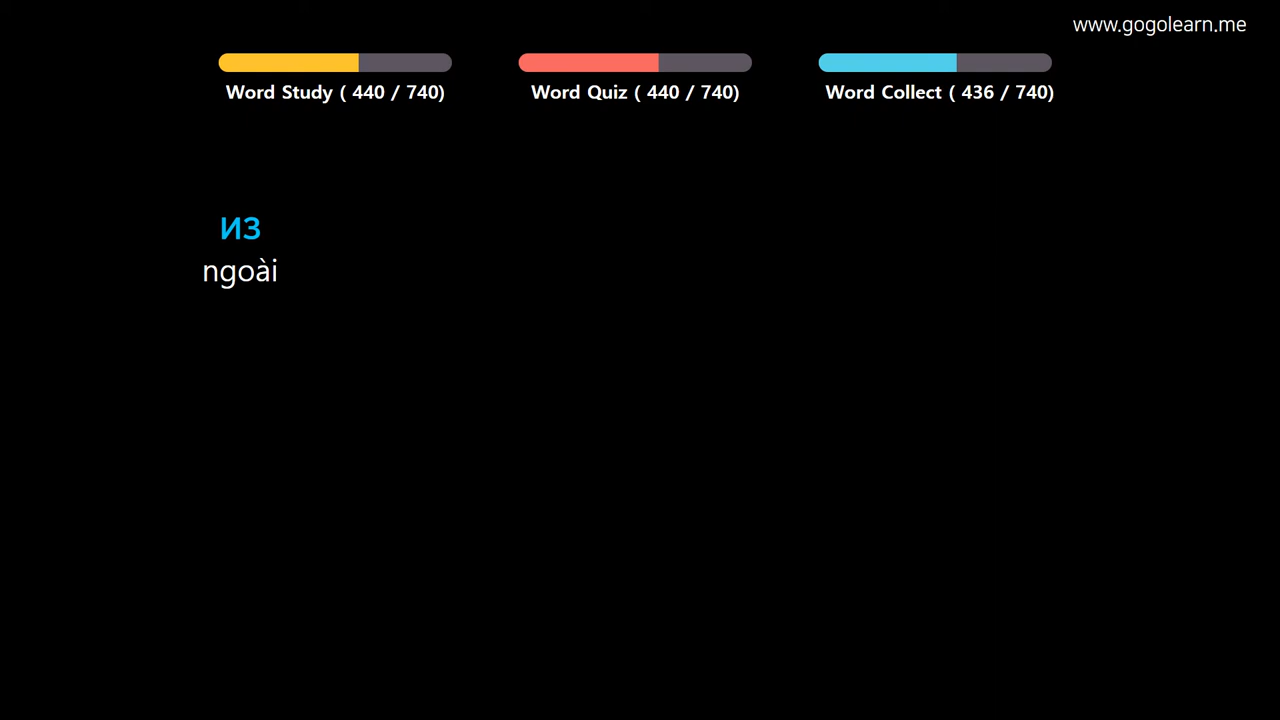 www.gogolearn.me
Word Study ( 440 / 740)
Word Quiz ( 440 / 740)
Word Collect ( 436 / 740)
из
ngoài